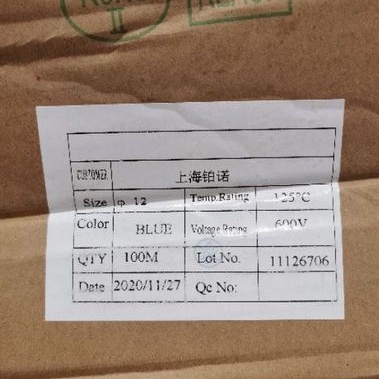 II
CUSTOMER 上海铂诺
Size φ 12 Temp.Rating 125°C
Color BLUE Voltage Rating 600V
QTY 100M Lot No. 11126706
Date 2020/11/27 Qc No: